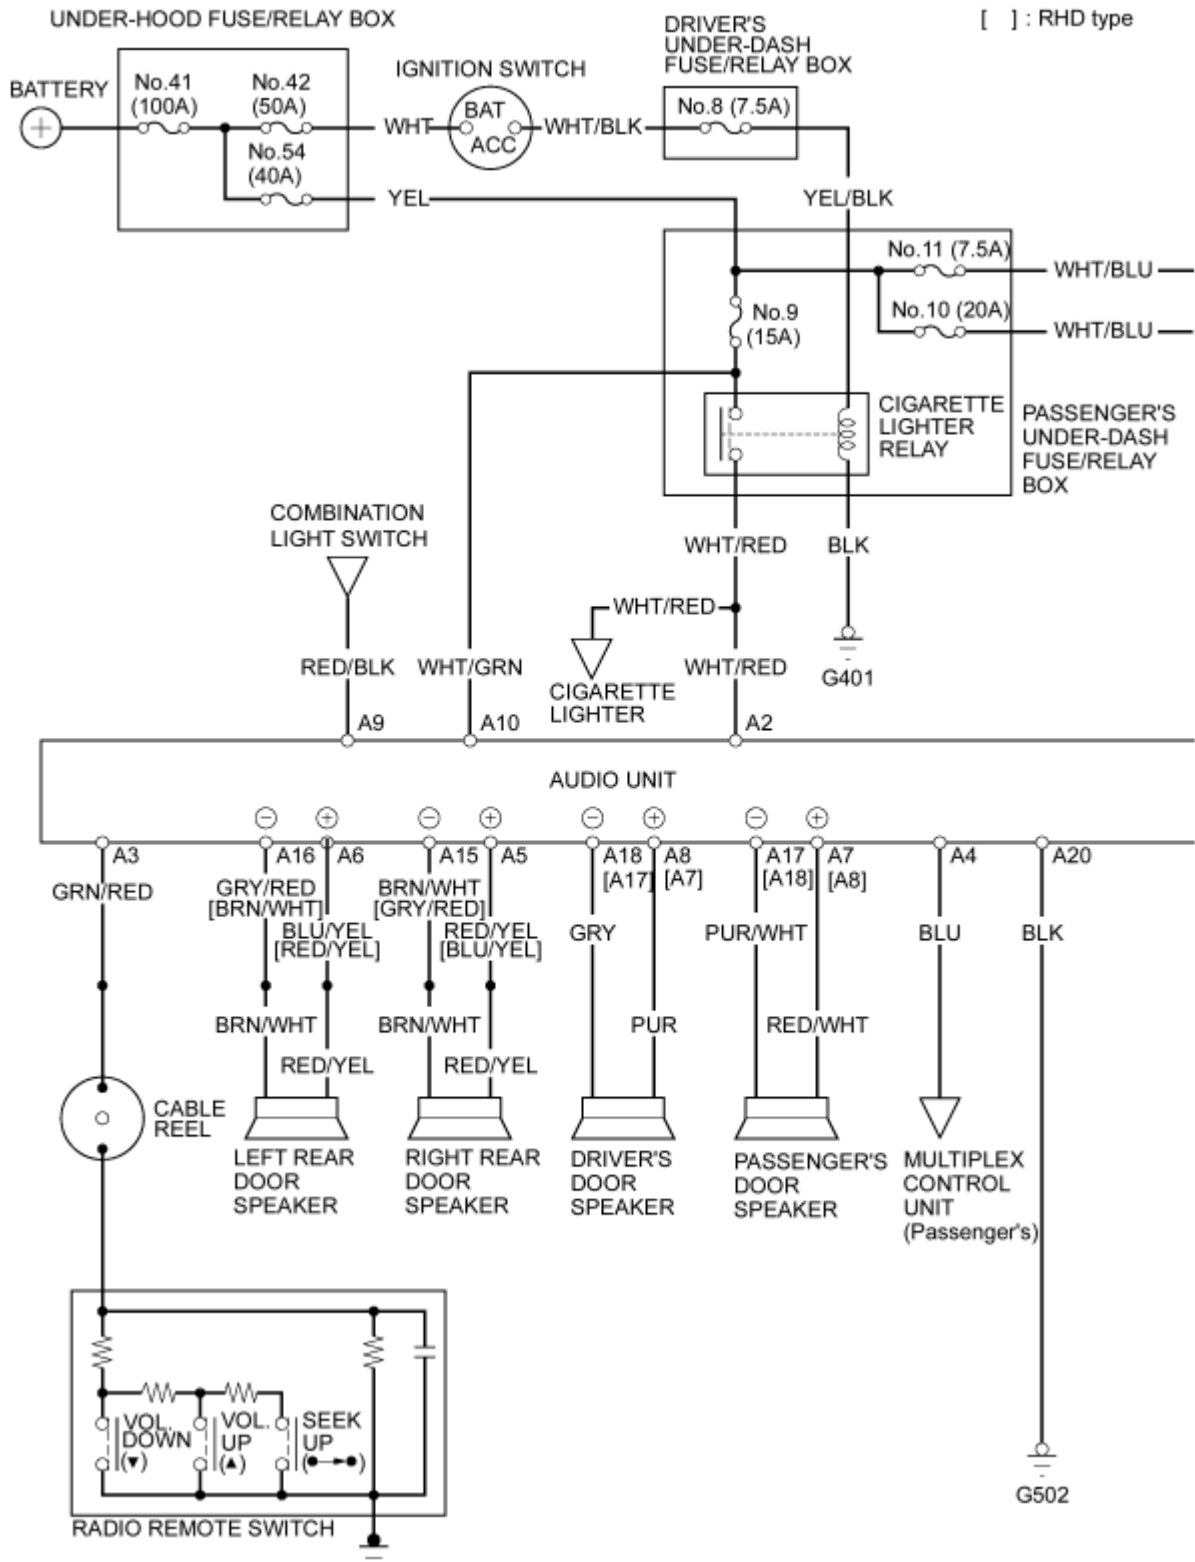 UNDER-HOOD FUSE/RELAY BOX
DRIVER'S
UNDER-DASH
FUSE/RELAY BOX
[ ] : RHD type
BATTERY
No.41
(100A)
No.42
(50A)
IGNITION SWITCH
No.8 (7.5A)
WHT
BAT
ACC
WHT/BLK
No.54
(40A)
YEL
YEL/BLK
No.11 (7.5A)
WHT/BLU
No.9
(15A)
No.10 (20A)
WHT/BLU
CIGARETTE
LIGHTER
RELAY
PASSENGER'S
UNDER-DASH
FUSE/RELAY
BOX
COMBINATION
LIGHT SWITCH
WHT/RED
BLK
WHT/RED
RED/BLK
WHT/GRN
CIGARETTE
LIGHTER
WHT/RED
G401
A9
A10
A2
AUDIO UNIT
A3
A16
A6
A15
A5
A18
[A17]
A8
[A7]
A17
[A18]
A7
[A8]
A4
A20
GRN/RED
GRY/RED
[BRN/WHT]
BLU/YEL
[RED/YEL]
BRN/WHT
[GRY/RED]
RED/YEL
[BLU/YEL]
GRY
PUR/WHT
BLU
BLK
BRN/WHT
RED/YEL
BRN/WHT
RED/YEL
PUR
RED/WHT
CABLE
REEL
LEFT REAR
DOOR
SPEAKER
RIGHT REAR
DOOR
SPEAKER
DRIVER'S
DOOR
SPEAKER
PASSENGER'S
DOOR
SPEAKER
MULTIPLEX
CONTROL
UNIT
(Passenger's)
VOL.
DOWN
(▼)
VOL.
UP
(▲)
SEEK
UP
(●→●)
RADIO REMOTE SWITCH
G502